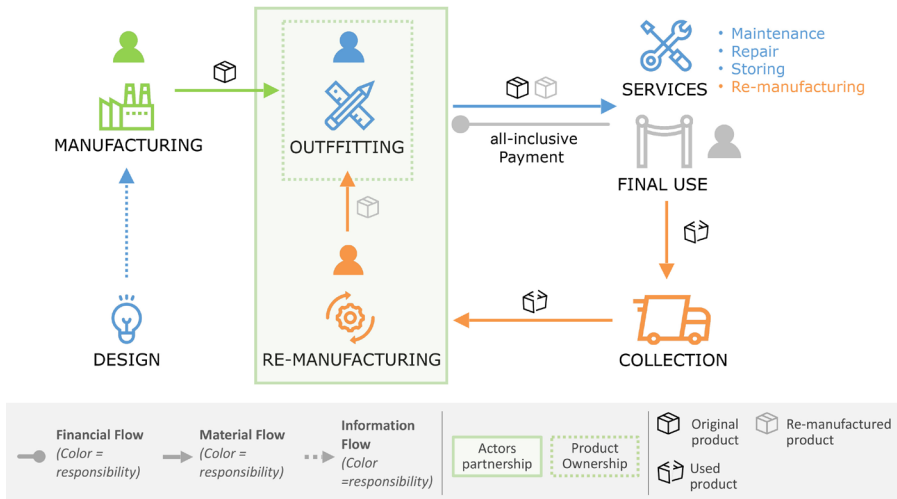 • Maintenance
• Repair
• Storing
• Re-manufacturing
SERVICES
MANUFACTURING
OUTFFITTING
all-inclusive
Payment
FINAL USE
DESIGN
RE-MANUFACTURING
COLLECTION
Financial Flow
(Color =
responsibility)
Material Flow
(Color =
responsibility)
Information
Flow
(Color
=responsibility)
Actors
partnership
Product
Ownership
Original
product
Re-manufactured
product
Used
product